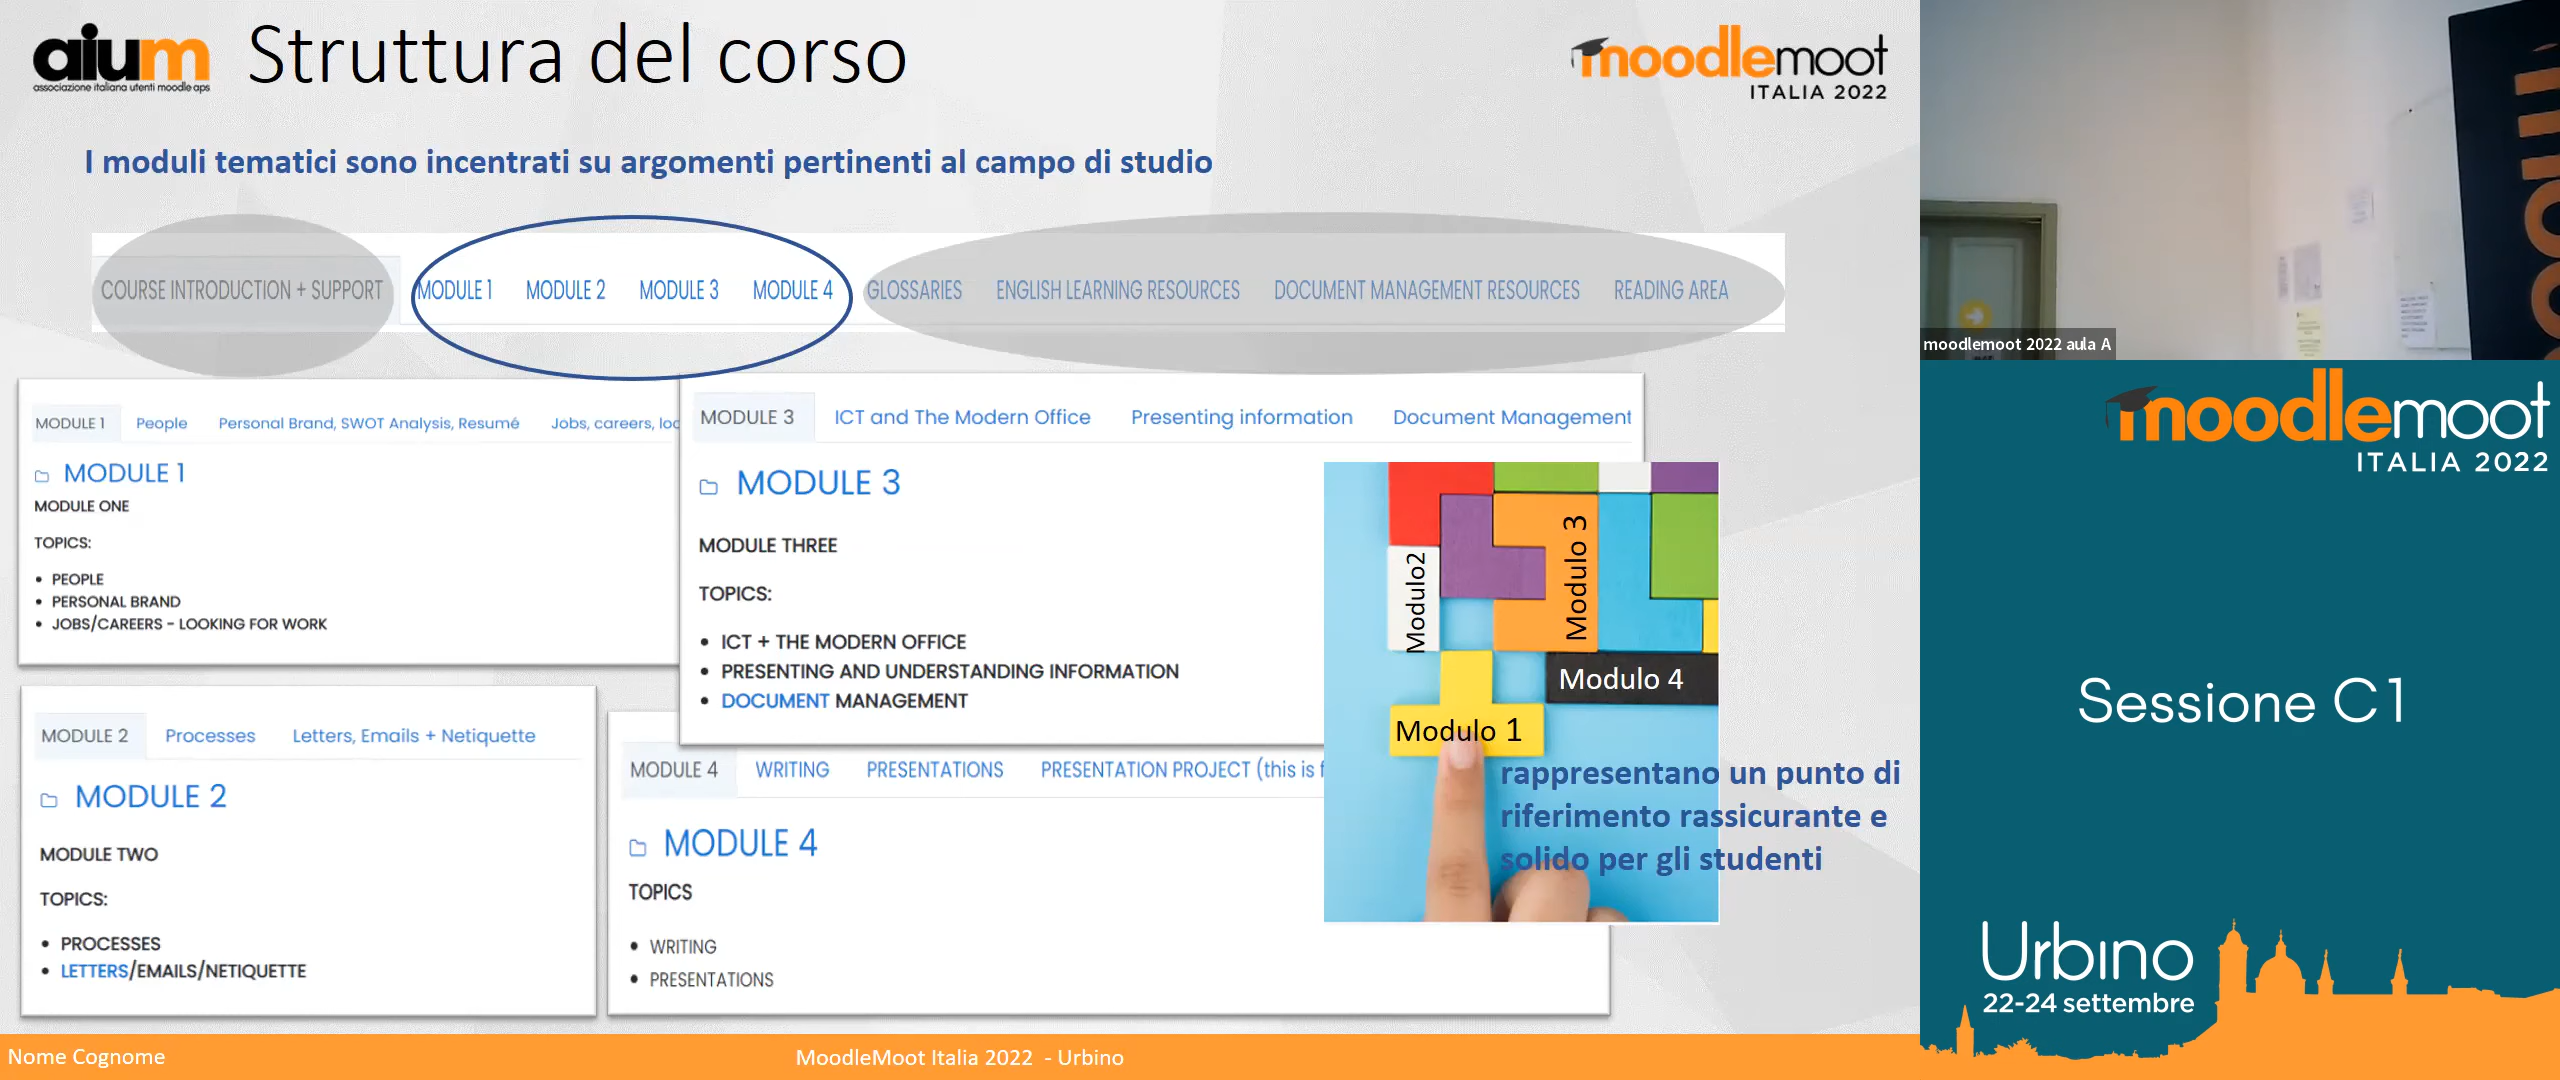 aium
associazione italiana utenti moodle aps
Struttura del corso
moodlemoot
ITALIA 2022
I moduli tematici sono incentrati su argomenti pertinenti al campo di studio
COURSE INTRODUCTION + SUPPORT
MODULE 1
MODULE 2
MODULE 3
MODULE 4
GLOSSARIES
ENGLISH LEARNING RESOURCES
DOCUMENT MANAGEMENT RESOURCES
READING AREA
MODULE 1
People
Personal Brand, SWOT Analysis, Resumé
Jobs, careers, loo
MODULE 1
MODULE ONE
TOPICS:
• PEOPLE
• PERSONAL BRAND
• JOBS/CAREERS - LOOKING FOR WORK
MODULE 3
ICT and The Modern Office
Presenting information
Document Management
MODULE 3
MODULE THREE
TOPICS:
• ICT + THE MODERN OFFICE
• PRESENTING AND UNDERSTANDING INFORMATION
• DOCUMENT MANAGEMENT
MODULE 2
Processes
Letters, Emails + Netiquette
MODULE 2
MODULE TWO
TOPICS:
• PROCESSES
• LETTERS/EMAILS/NETIQUETTE
MODULE 4
WRITING
PRESENTATIONS
PRESENTATION PROJECT (this is f
MODULE 4
TOPICS
• WRITING
• PRESENTATIONS
Modulo2
Modulo 3
Modulo 4
Modulo 1
rappresentano un punto di
riferimento rassicurante e
solido per gli studenti
Nome Cognome
MoodleMoot Italia 2022 - Urbino
moodlemoot 2022 aula A
moodlemoot
ITALIA 2022
Sessione C1
Urbino
22-24 settembre